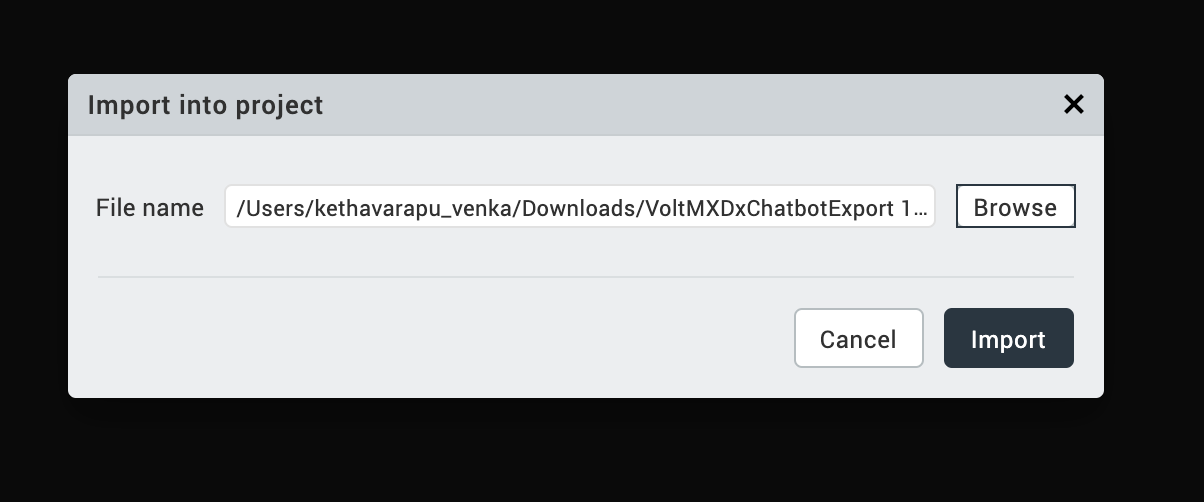 Import into project
File name /Users/kethavarapu_venka/Downloads/VoltMXDxChatbotExport 1... Browse
Cancel Import